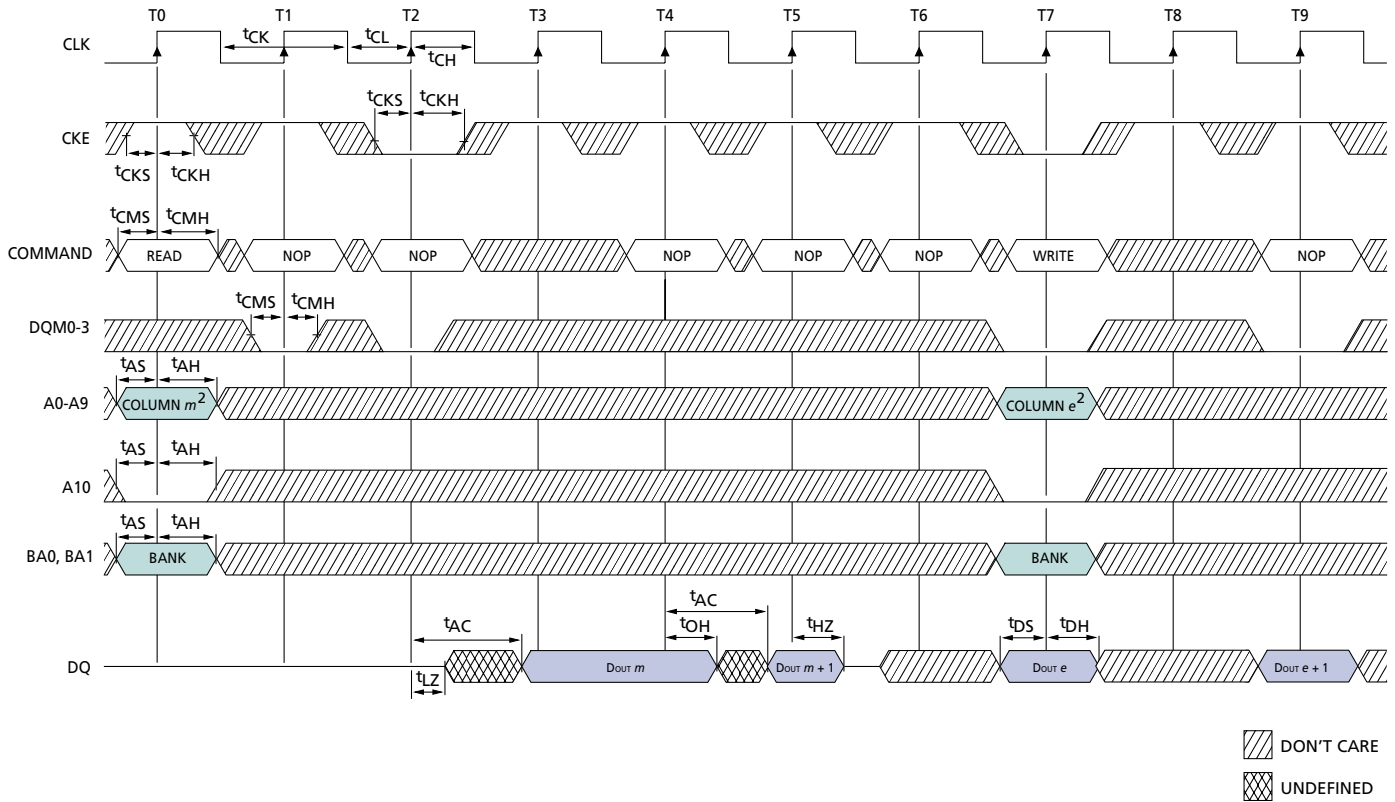 T0 T1 T2 T3 T4 T5 T6 T7 T8 T9
CLK tCK tCL
tCH
tCKS tCKH
CKE
tCKS tCKH
tCMS tCMH
COMMAND READ NOP NOP NOP NOP NOP WRITE NOP
tCMS tCMH
DQM0-3
tAS tAH
A0-A9 COLUMN m2 COLUMN e2
tAS tAH
A10
tAS tAH
BA0, BA1 BANK BANK
tAC
tAC tOH tHZ tDS tDH
DQ DOUT m DOUT m + 1 DOUT e DOUT e + 1
tLZ
DON'T CARE
UNDEFINED